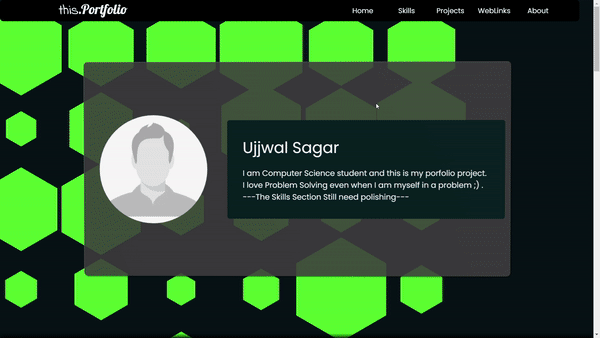 this.Portfolio
Home Skills Projects WebLinks About
Ujjwal Sagar
I am Computer Science student and this is my porfolio project.
I love Problem Solving even when I am myself in a problem ;) .
---The Skills Section Still need polishing---